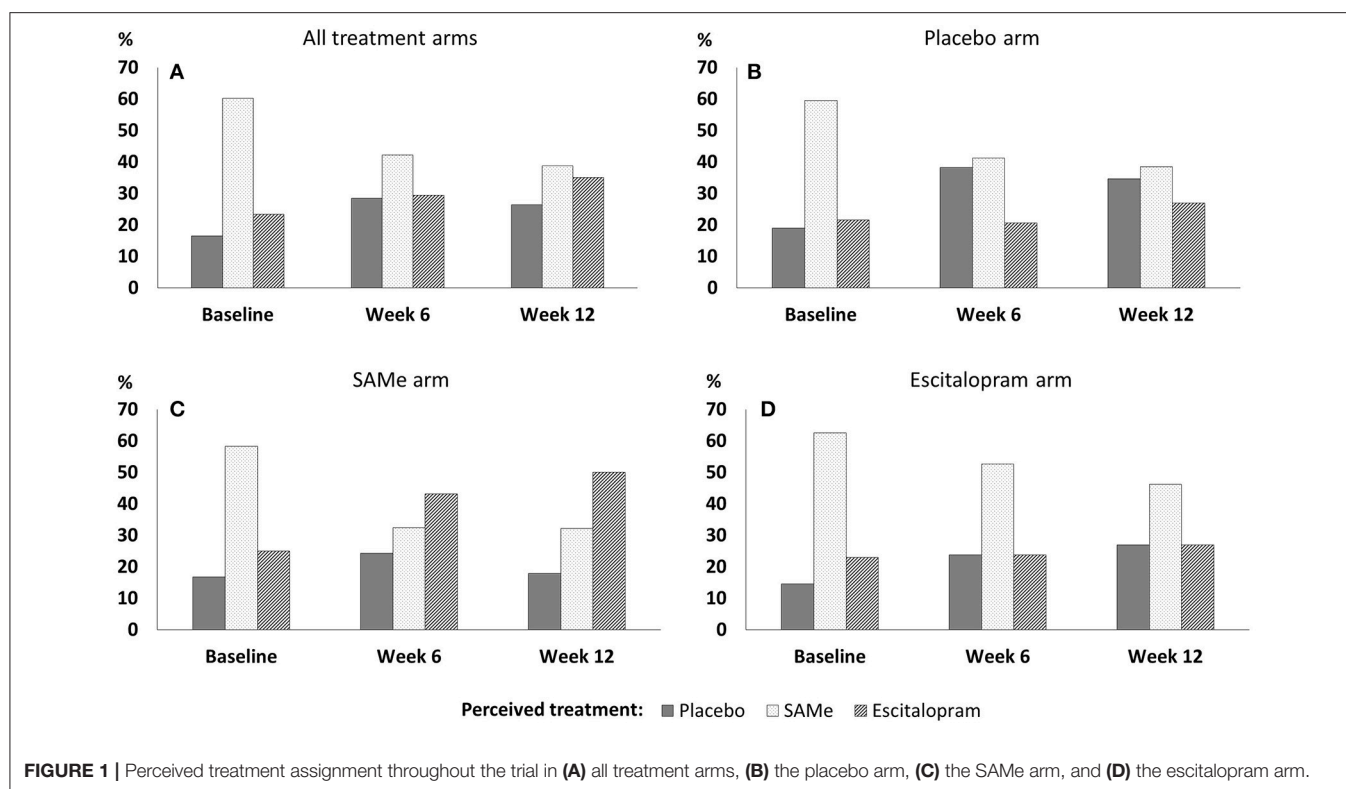 All treatment arms
%
A
70
60
50
40
30
20
10
0
Baseline Week 6 Week 12
Placebo arm
%
B
70
60
50
40
30
20
10
0
Baseline Week 6 Week 12
SAMe arm
%
C
70
60
50
40
30
20
10
0
Baseline Week 6 Week 12
Escitalopram arm
%
D
70
60
50
40
30
20
10
0
Baseline Week 6 Week 12
Perceived treatment: Placebo SAMe Escitalopram
FIGURE 1 | Perceived treatment assignment throughout the trial in (A) all treatment arms, (B) the placebo arm, (C) the SAMe arm, and (D) the escitalopram arm.